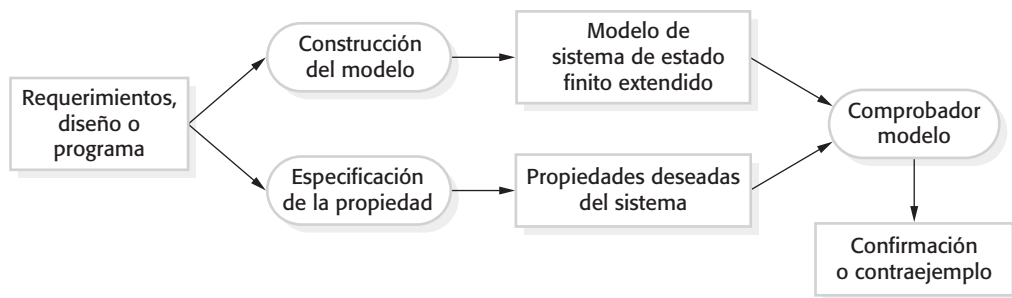 Requerimientos,
diseño o
programa
Construcción
del modelo
Modelo de
sistema de estado
finito extendido
Especificación
de la propiedad
Propiedades deseadas
del sistema
Comprobador
modelo
Confirmación
o contraejemplo